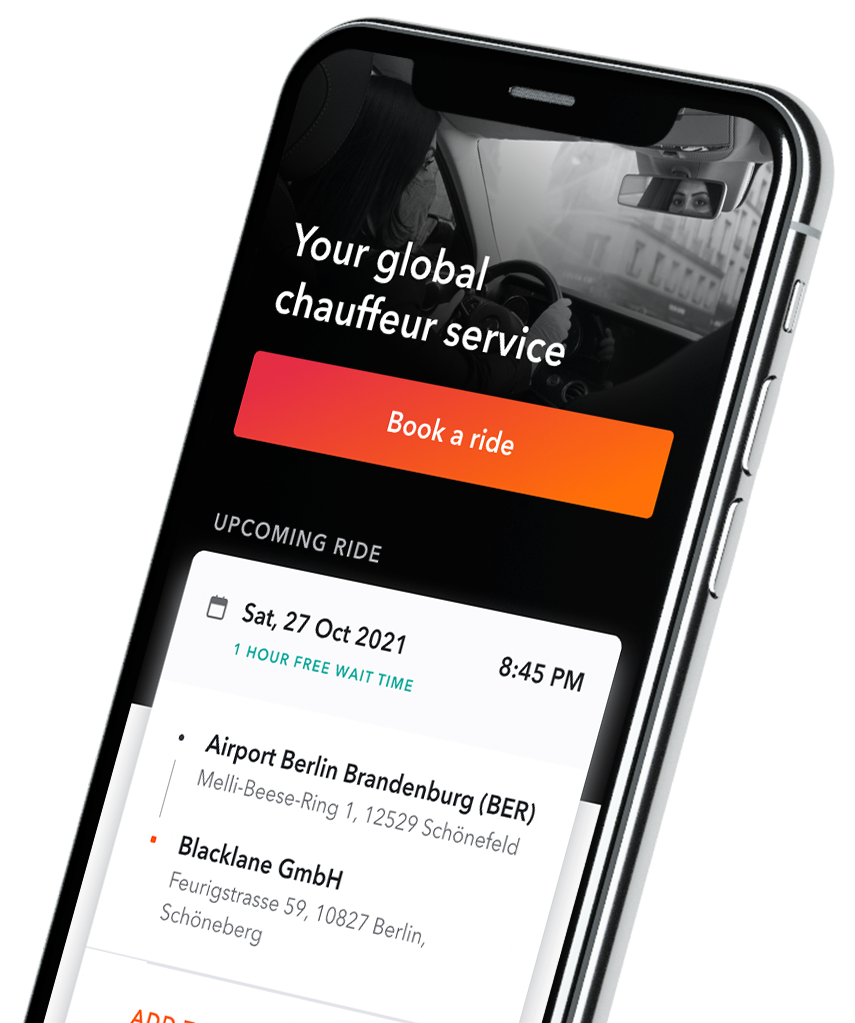 Your global
chauffeur service
Book a ride
UPCOMING RIDE
Sat, 27 Oct 2021
8:45 PM
1 HOUR FREE WAIT TIME
Airport Berlin Brandenburg (BER)
Melli-Beese-Ring 1, 12529 Schönefeld
Blacklane GmbH
Feurigstrasse 59, 10827 Berlin,
Schöneberg
ADD